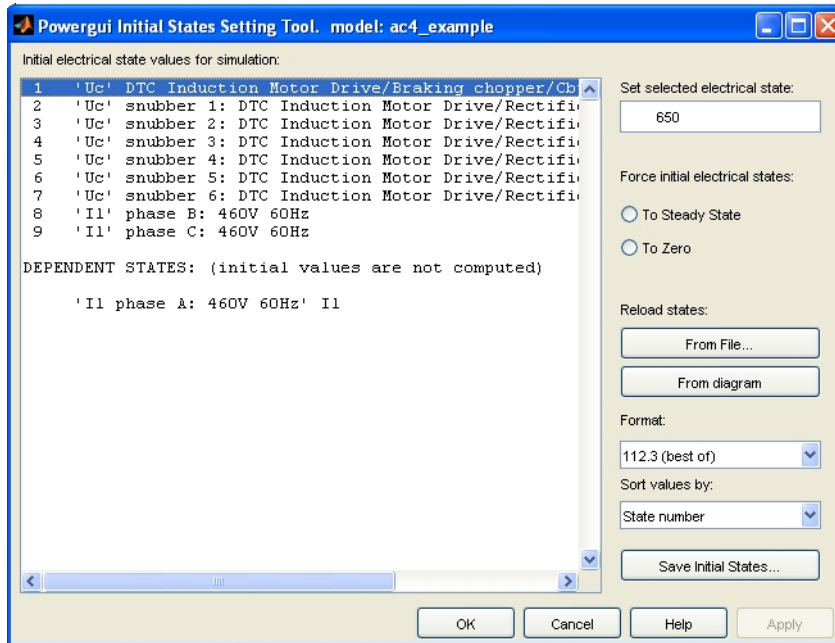 Powergui Initial States Setting Tool. model: ac4_example
Initial electrical state values for simulation:
1 'Uc' DTC Induction Motor Drive/Braking chopper/Cb
2 'Uc' snubber 1: DTC Induction Motor Drive/Rectifi
3 'Uc' snubber 2: DTC Induction Motor Drive/Rectifi
4 'Uc' snubber 3: DTC Induction Motor Drive/Rectifi
5 'Uc' snubber 4: DTC Induction Motor Drive/Rectifi
6 'Uc' snubber 5: DTC Induction Motor Drive/Rectifi
7 'Uc' snubber 6: DTC Induction Motor Drive/Rectifi
8 'Il' phase B: 460V 60Hz
9 'Il' phase C: 460V 60Hz
DEPENDENT STATES: (initial values are not computed)
'Il phase A: 460V 60Hz' Il
Set selected electrical state:
650
Force initial electrical states:
To Steady State
To Zero
Reload states:
From File...
From diagram
Format:
112.3 (best of)
Sort values by:
State number
Save Initial States...
OK
Cancel
Help
Apply